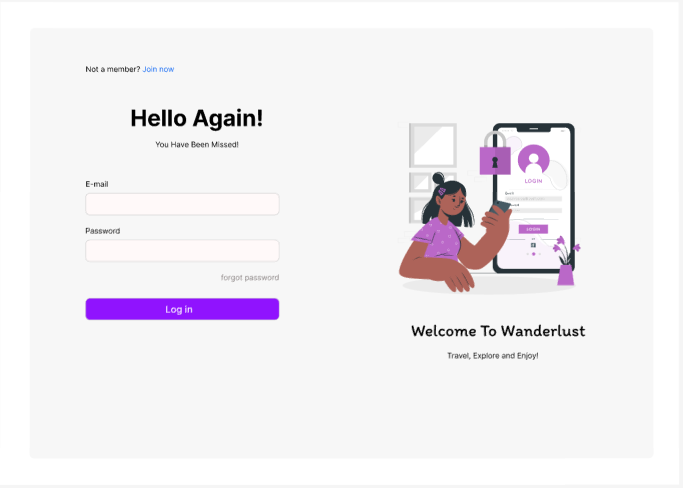 Not a member? Join now
Hello Again!
You Have Been Missed!
E-mail
Password
forgot password
Log in
LOGIN
LOGIN
Welcome To Wanderlust
Travel, Explore and Enjoy!